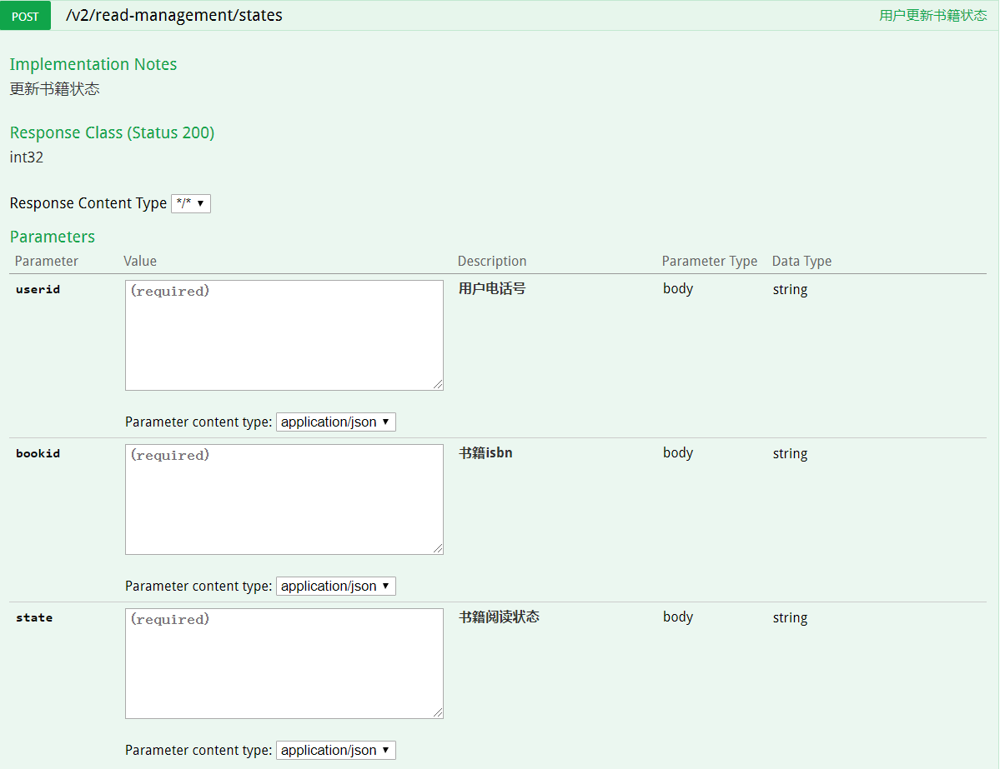 POST /v2/read-management/states 用户更新书籍状态
Implementation Notes
更新书籍状态
Response Class (Status 200)
int32
Response Content Type */* ▼
Parameters
Parameter Value Description Parameter Type Data Type
userid (required) 用户电话号 body string
Parameter content type: application/json ▼
bookid (required) 书籍isbn body string
Parameter content type: application/json ▼
state (required) 书籍阅读状态 body string
Parameter content type: application/json ▼